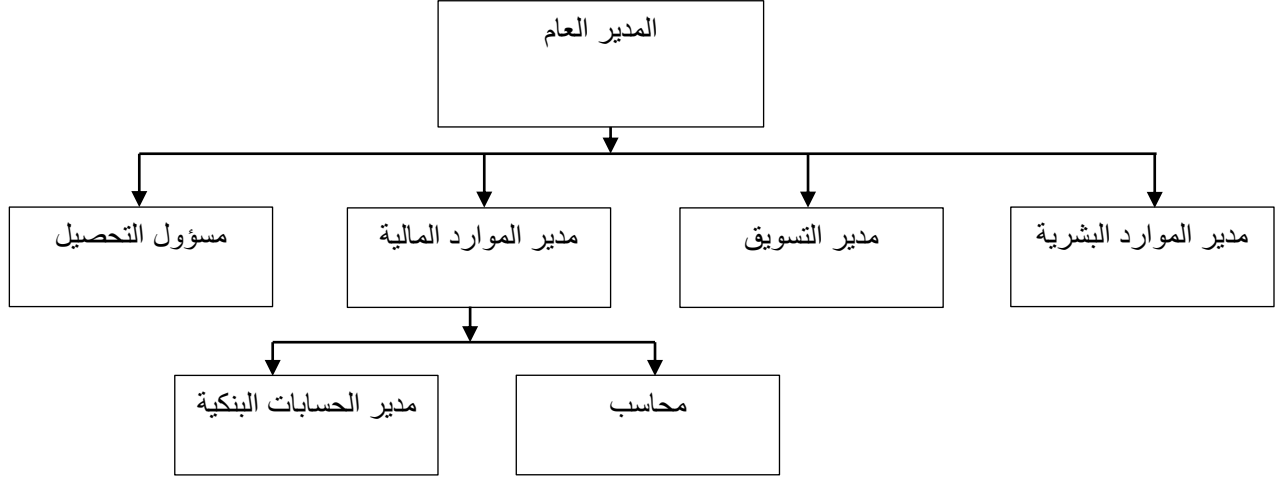 المدير العام
مدير الموارد البشرية
مدير التسويق
مدير الموارد المالية
مسؤول التحصيل
محاسب
مدير الحسابات البنكية